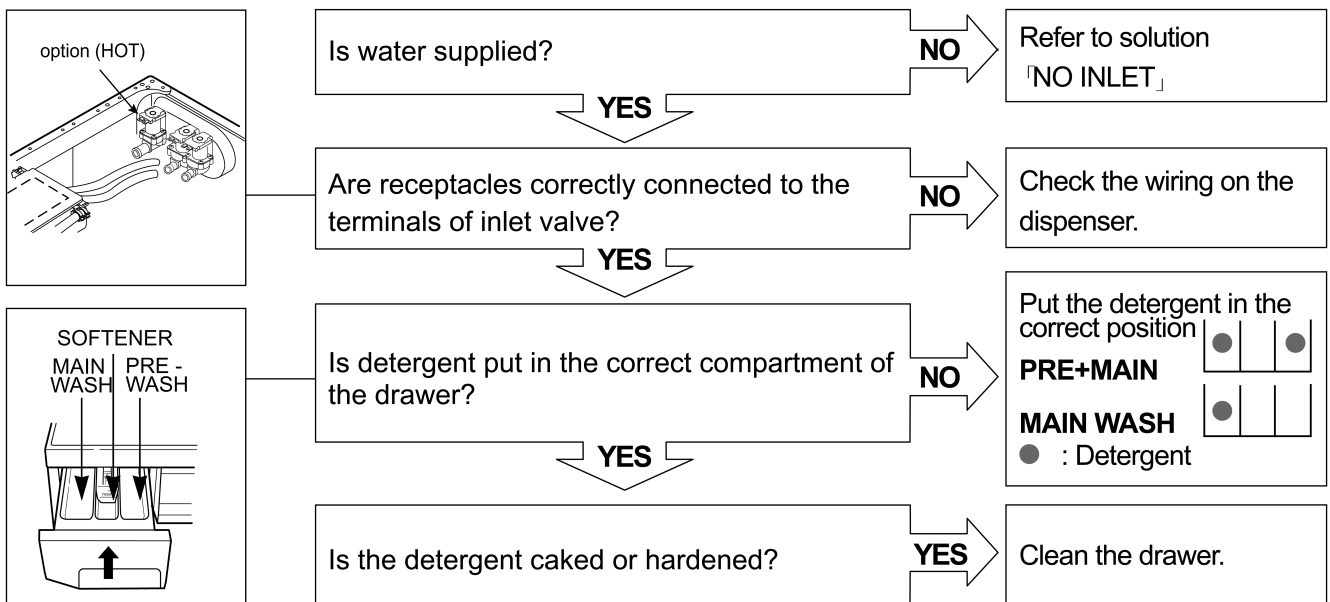 option (HOT)
Is water supplied?
NO
Refer to solution
「NO INLET」
YES
Are receptacles correctly connected to the
terminals of inlet valve?
NO
Check the wiring on the
dispenser.
YES
SOFTENER
MAIN
WASH
PRE -
WASH
Is detergent put in the correct compartment of
the drawer?
NO
Put the detergent in the
correct position
PRE+MAIN
MAIN WASH
: Detergent
YES
Is the detergent caked or hardened?
YES
Clean the drawer.